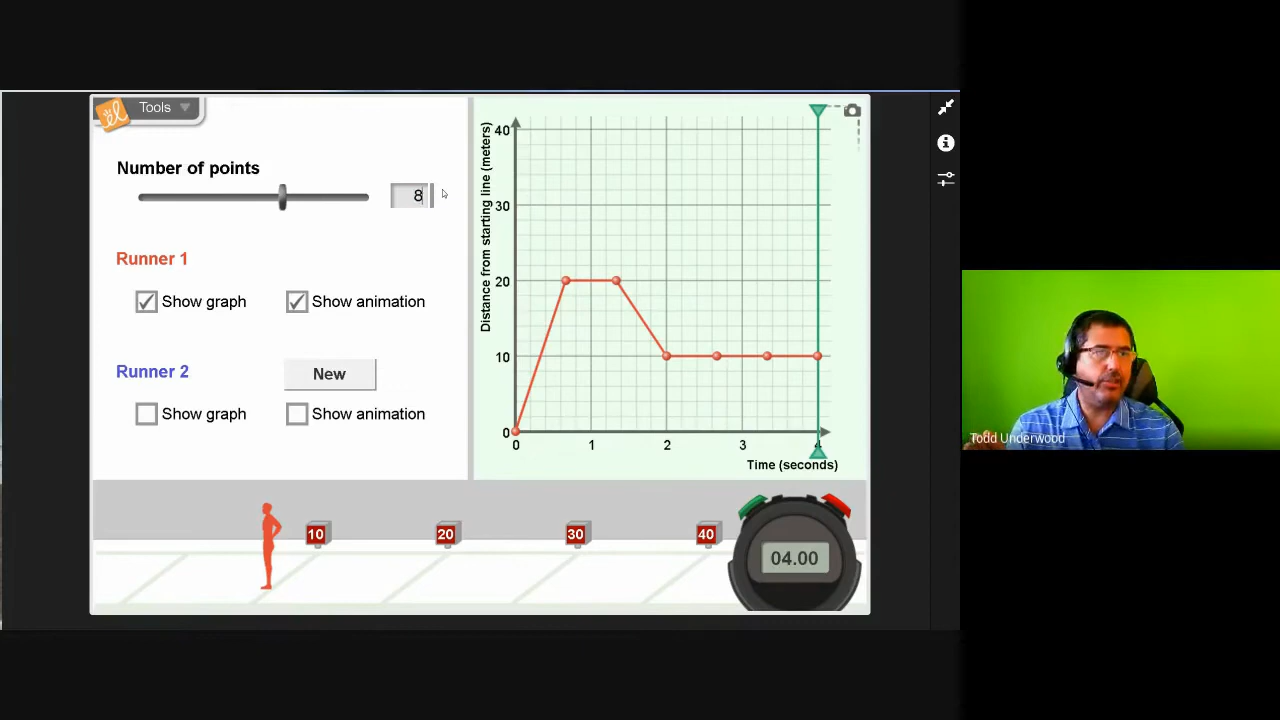 Tools
Number of points
8
Runner 1
Show graph
Show animation
Runner 2
New
Show graph
Show animation
Distance from starting line (meters)
40
30
20
10
0
0 1 2 3 4
Time (seconds)
10 20 30 40
04.00
Todd Underwood